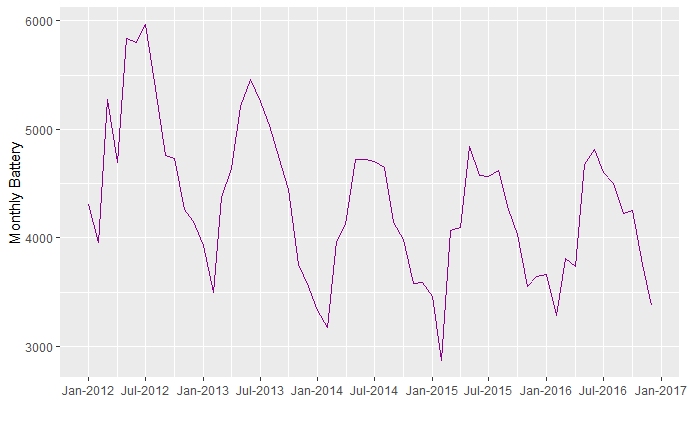 6000
5000
4000
3000
Monthly Battery
Jan-2012 Jul-2012 Jan-2013 Jul-2013 Jan-2014 Jul-2014 Jan-2015 Jul-2015 Jan-2016 Jul-2016 Jan-2017